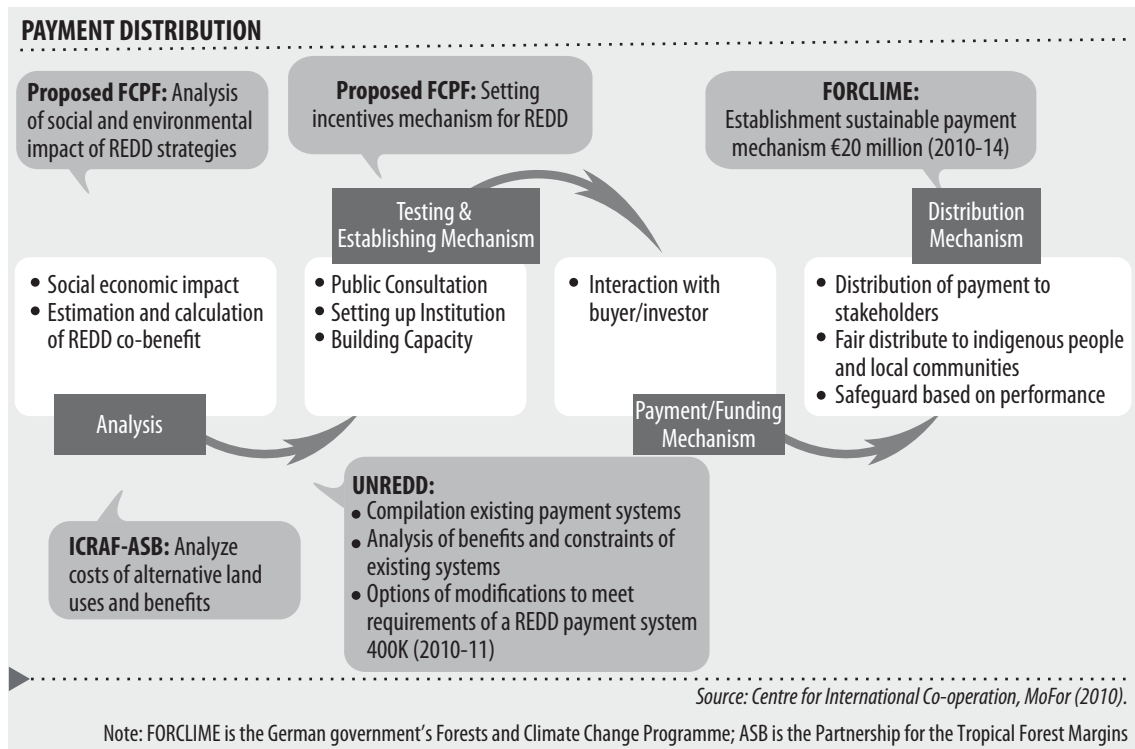 PAYMENT DISTRIBUTION
Proposed FCPF: Analysis
of social and environmental
impact of REDD strategies
Proposed FCPF: Setting
incentives mechanism for REDD
FORCLIME:
Establishment sustainable payment
mechanism €20 million (2010-14)
Testing &
Establishing Mechanism
Distribution
Mechanism
• Social economic impact
• Estimation and calculation
of REDD co-benefit
• Public Consultation
• Setting up Institution
• Building Capacity
• Interaction with
buyer/investor
• Distribution of payment to
stakeholders
• Fair distribute to indigenous people
and local communities
• Safeguard based on performance
Analysis
Payment/Funding
Mechanism
ICRAF-ASB: Analyze
costs of alternative land
uses and benefits
UNREDD:
• Compilation existing payment systems
• Analysis of benefits and constraints of
existing systems
• Options of modifications to meet
requirements of a REDD payment system
400K (2010-11)
Source: Centre for International Co-operation, MoFor (2010).
Note: FORCLIME is the German government's Forests and Climate Change Programme; ASB is the Partnership for the Tropical Forest Margins